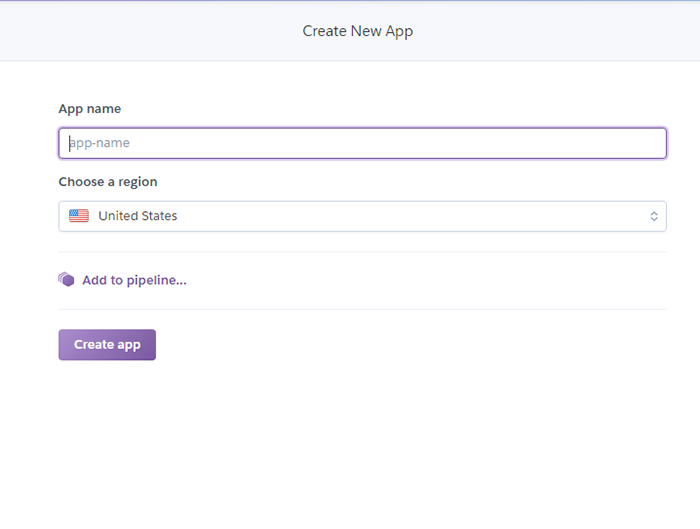 Create New App
App name
app-name
Choose a region
United States
Add to pipeline...
Create app